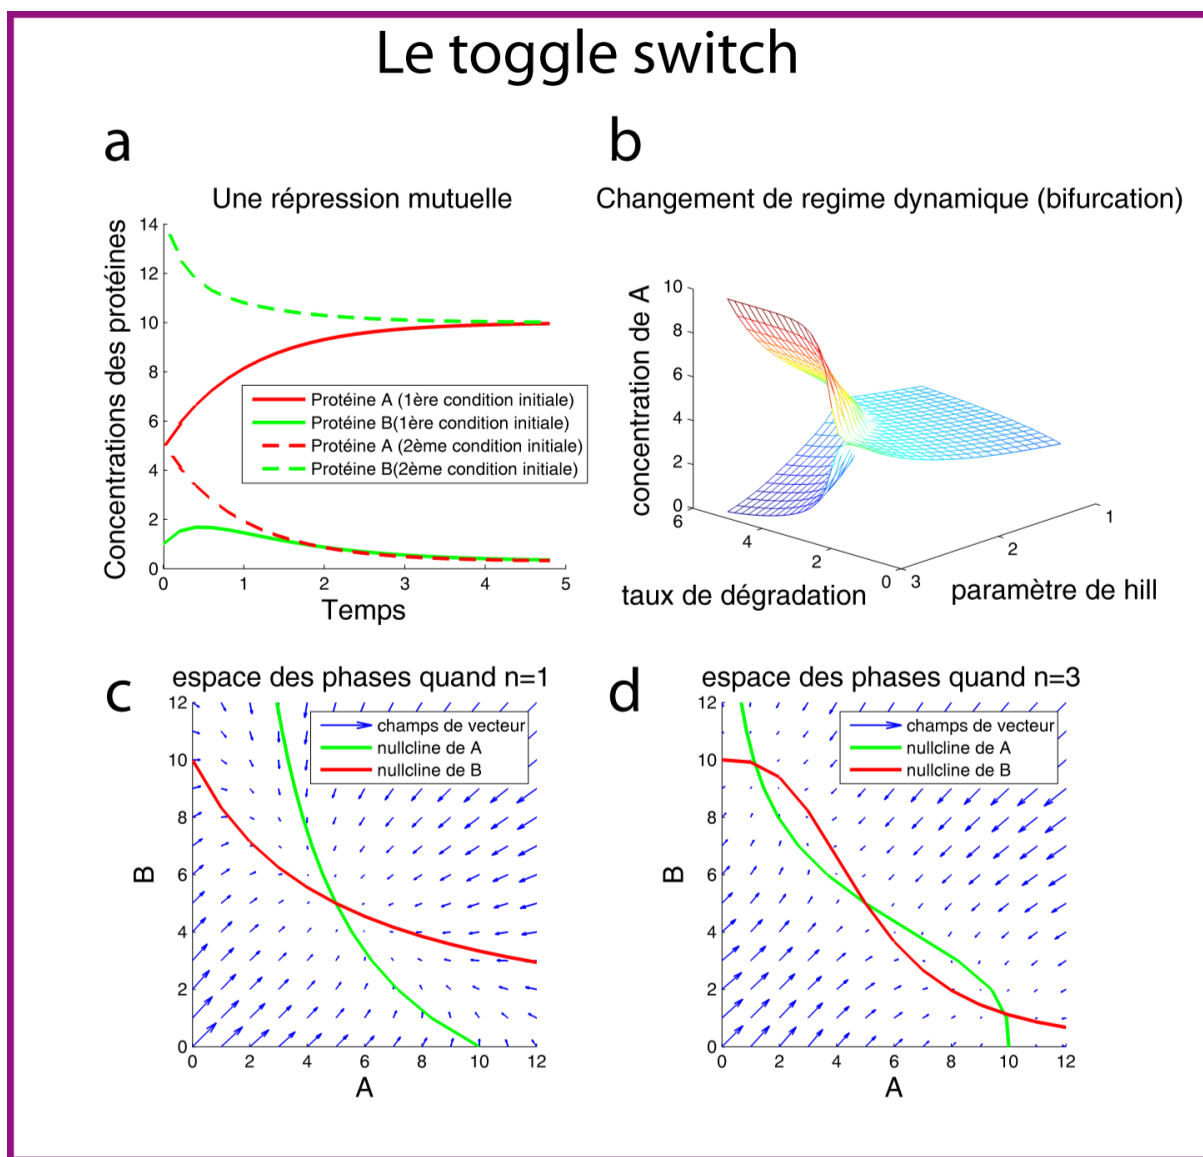 Le toggle switch
a
Une répression mutuelle
Concentrations des protéines
14
12
10
8
6
4
2
0
Protéine A (1ère condition initiale)
Protéine B(1ère condition initiale)
Protéine A (2ème condition initiale)
Protéine B(2ème condition initiale)
0 1 2 3 4 5
Temps
b
Changement de regime dynamique (bifurcation)
concentration de A
10
8
6
4
2
0
6 4 2 0
taux de dégradation
3 2 1
paramètre de hill
c
espace des phases quand n=1
B
12
10
8
6
4
2
0
champs de vecteur
nullcline de A
nullcline de B
0 2 4 6 8 10 12
A
d
espace des phases quand n=3
B
12
10
8
6
4
2
0
champs de vecteur
nullcline de A
nullcline de B
0 2 4 6 8 10 12
A